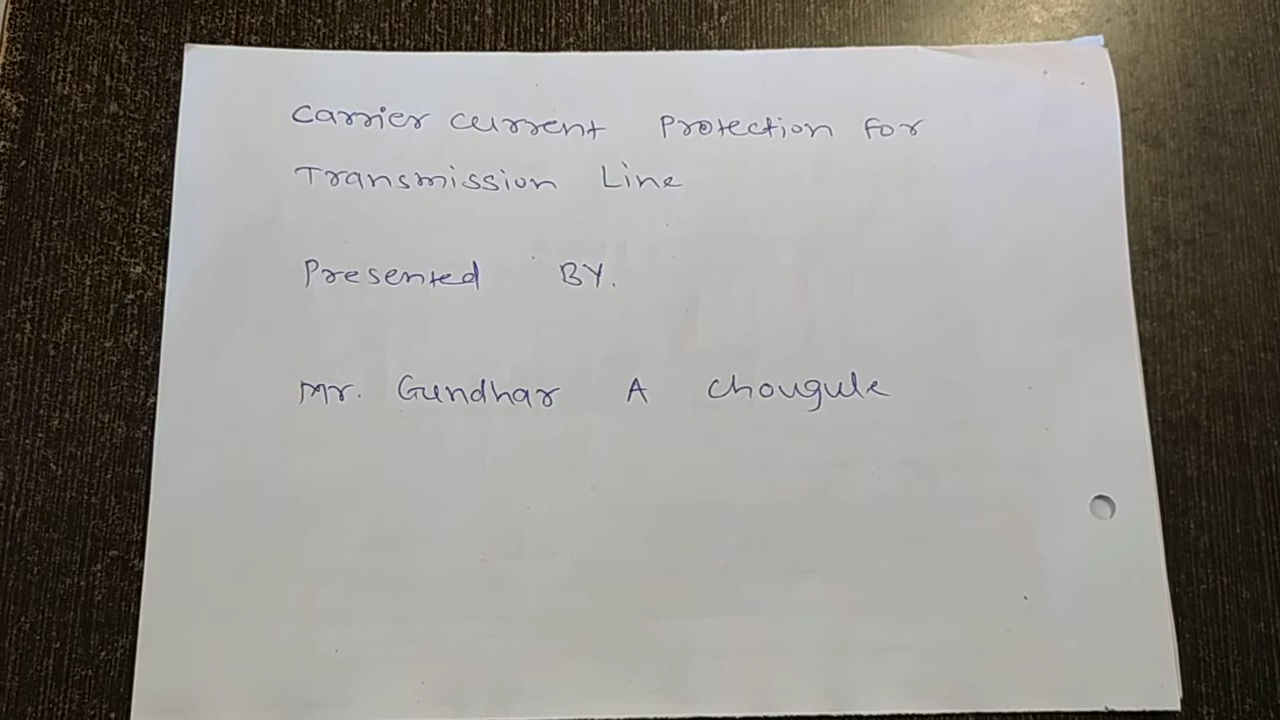 Carrier current Protection For
Transmission Line
Presented BY.
Mr. Gundhar A Chougule